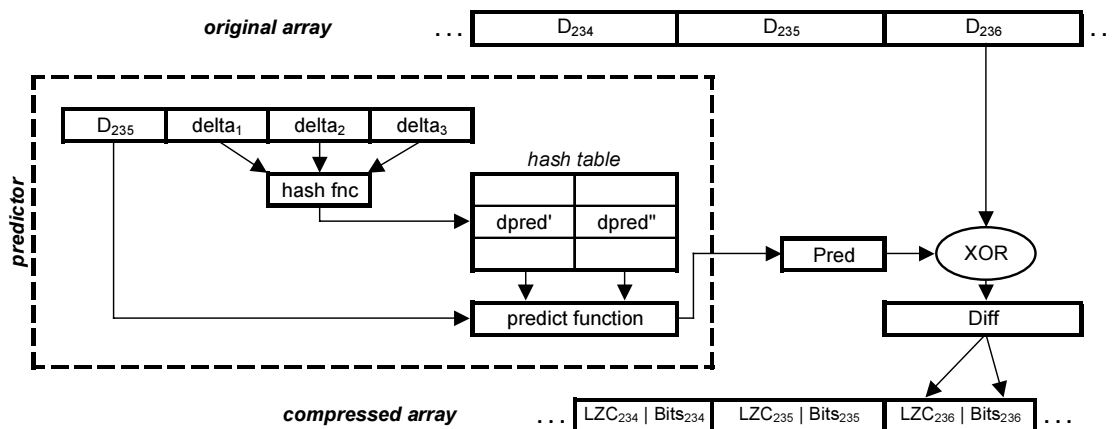 original array ... D₂₃₄ D₂₃₅ D₂₃₆ ..
predictor
D₂₃₅ delta₁ delta₂ delta₃
hash table
hash fnc
dpred' dpred"
Pred XOR
predict function Diff
compressed array ... LZC₂₃₄ | Bits₂₃₄ LZC₂₃₅ | Bits₂₃₅ LZC₂₃₆ | Bits₂₃₆ ...